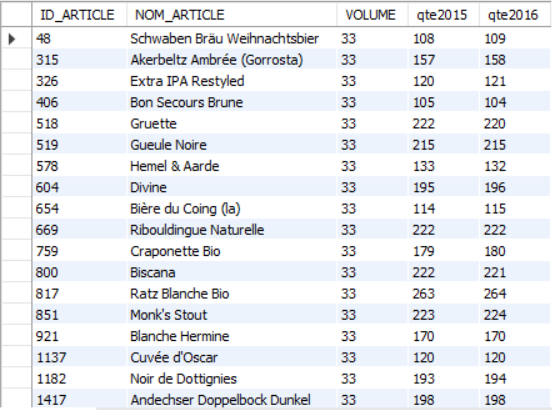 ID_ARTICLE NOM_ARTICLE VOLUME qte2015 qte2016
48 Schwaben Bräu Weihnachtsbier 33 108 109
315 Akerbeltz Ambrée (Gorrosta) 33 157 158
326 Extra IPA Restyled 33 120 121
406 Bon Secours Brune 33 105 104
518 Gruette 33 222 220
519 Gueule Noire 33 215 215
578 Hemel & Aarde 33 133 132
604 Divine 33 195 196
654 Bière du Coing (la) 33 114 115
669 Ribouldingue Naturelle 33 222 222
759 Craponette Bio 33 179 180
800 Biscana 33 222 221
817 Ratz Blanche Bio 33 263 264
851 Monk's Stout 33 223 224
921 Blanche Hermine 33 170 170
1137 Cuvée d'Oscar 33 120 120
1182 Noir de Dottignies 33 193 194
1417 Andechser Doppelbock Dunkel 33 198 198